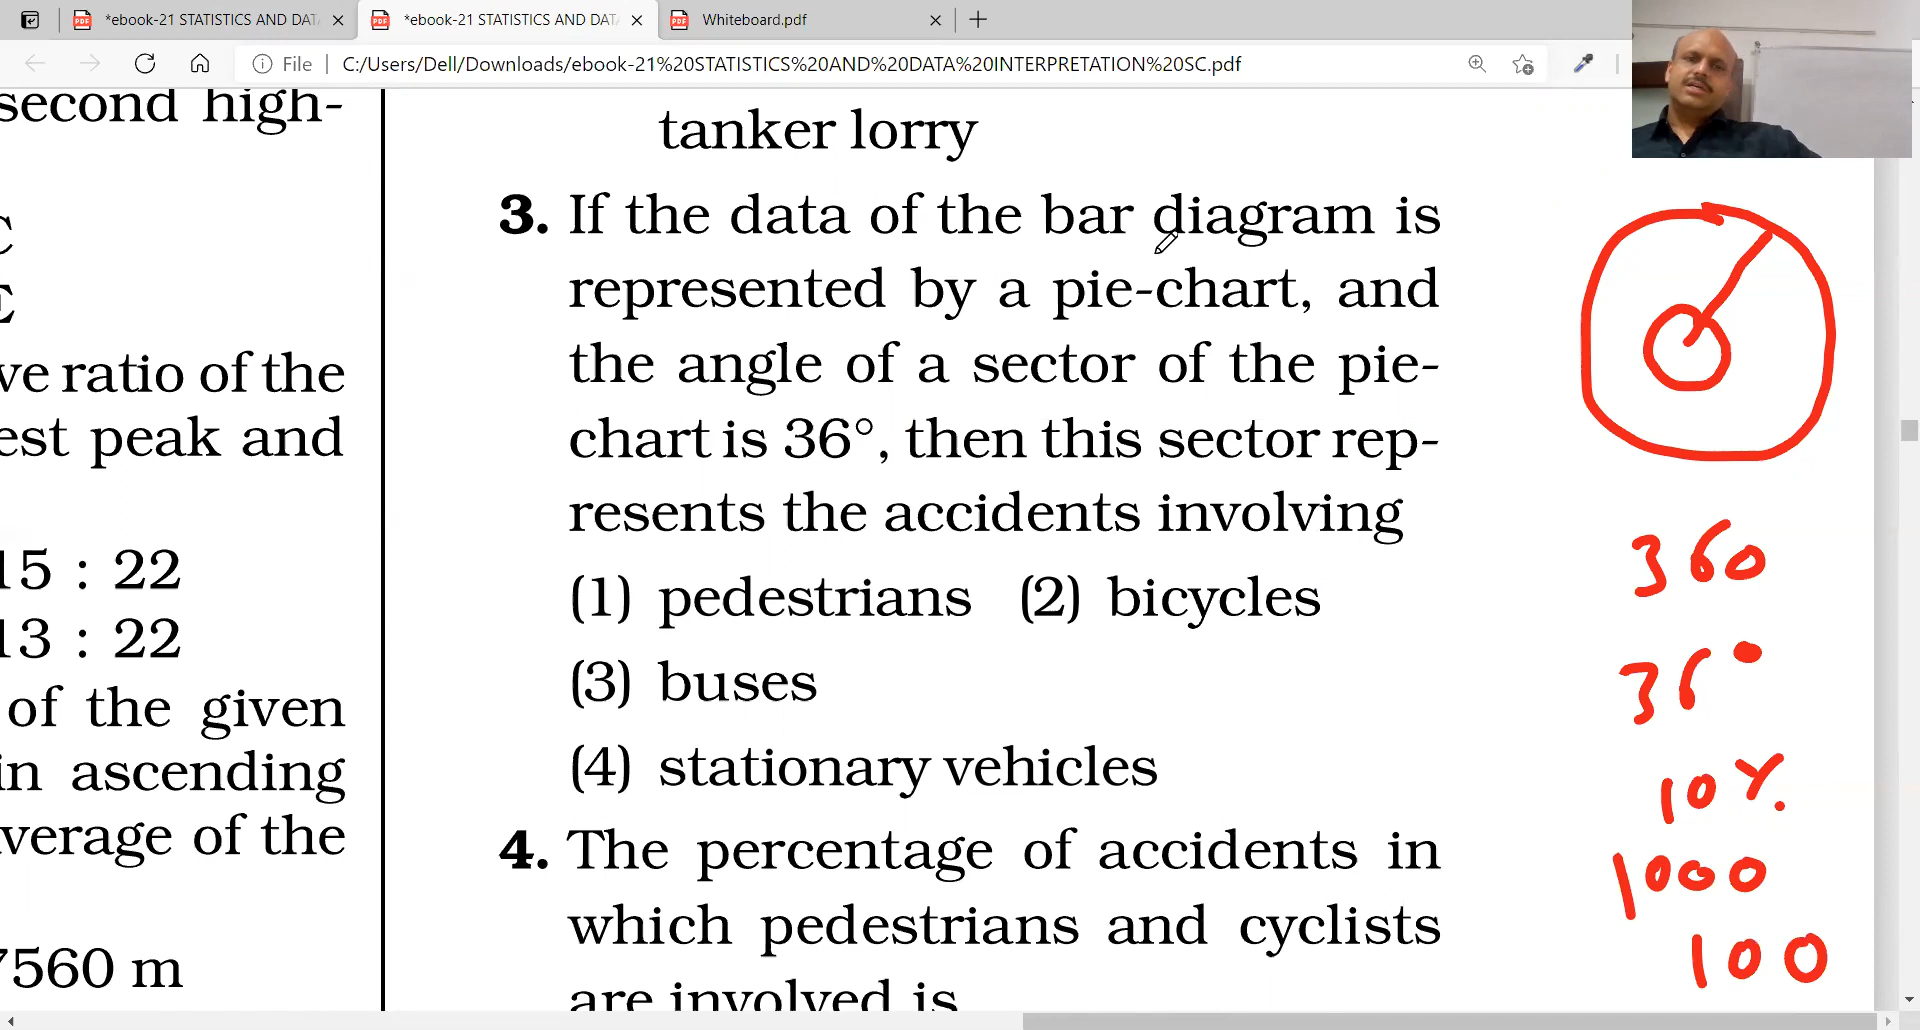 *ebook-21 STATISTICS AND DAT
*ebook-21 STATISTICS AND DAT
Whiteboard.pdf
File
C:/Users/Dell/Downloads/ebook-21%20STATISTICS%20AND%20DATA%20INTERPRETATION%20SC.pdf
second high-
C
E
ve ratio of the
est peak and
15 : 22
13 : 22
of the given
in ascending
verage of the
7560 m
tanker lorry
3. If the data of the bar diagram is
represented by a pie-chart, and
the angle of a sector of the pie-
chart is 36°, then this sector rep-
resents the accidents involving
(1) pedestrians (2) bicycles
(3) buses
(4) stationary vehicles
4. The percentage of accidents in
which pedestrians and cyclists
are involved is
360
36°
10%
1000
100